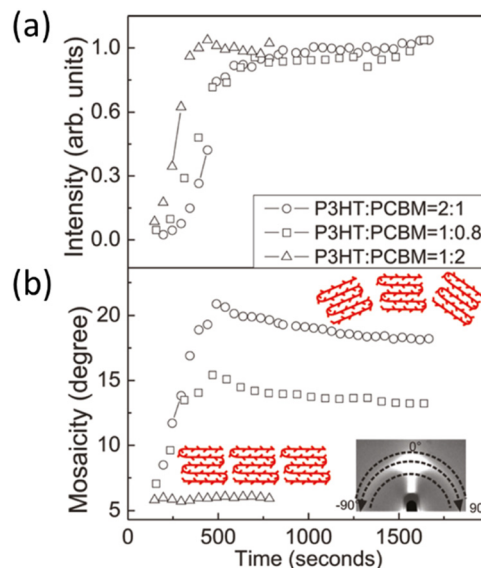 (a)
1.0
0.6
0.3
0.0
Intensity (arb. units)
P3HT:PCBM=2:1
P3HT:PCBM=1:0.8
P3HT:PCBM=1:2
(b)
20
15
10
5
Mosaicity (degree)
0°
-90°
90°
0
500
1000
1500
Time (seconds)